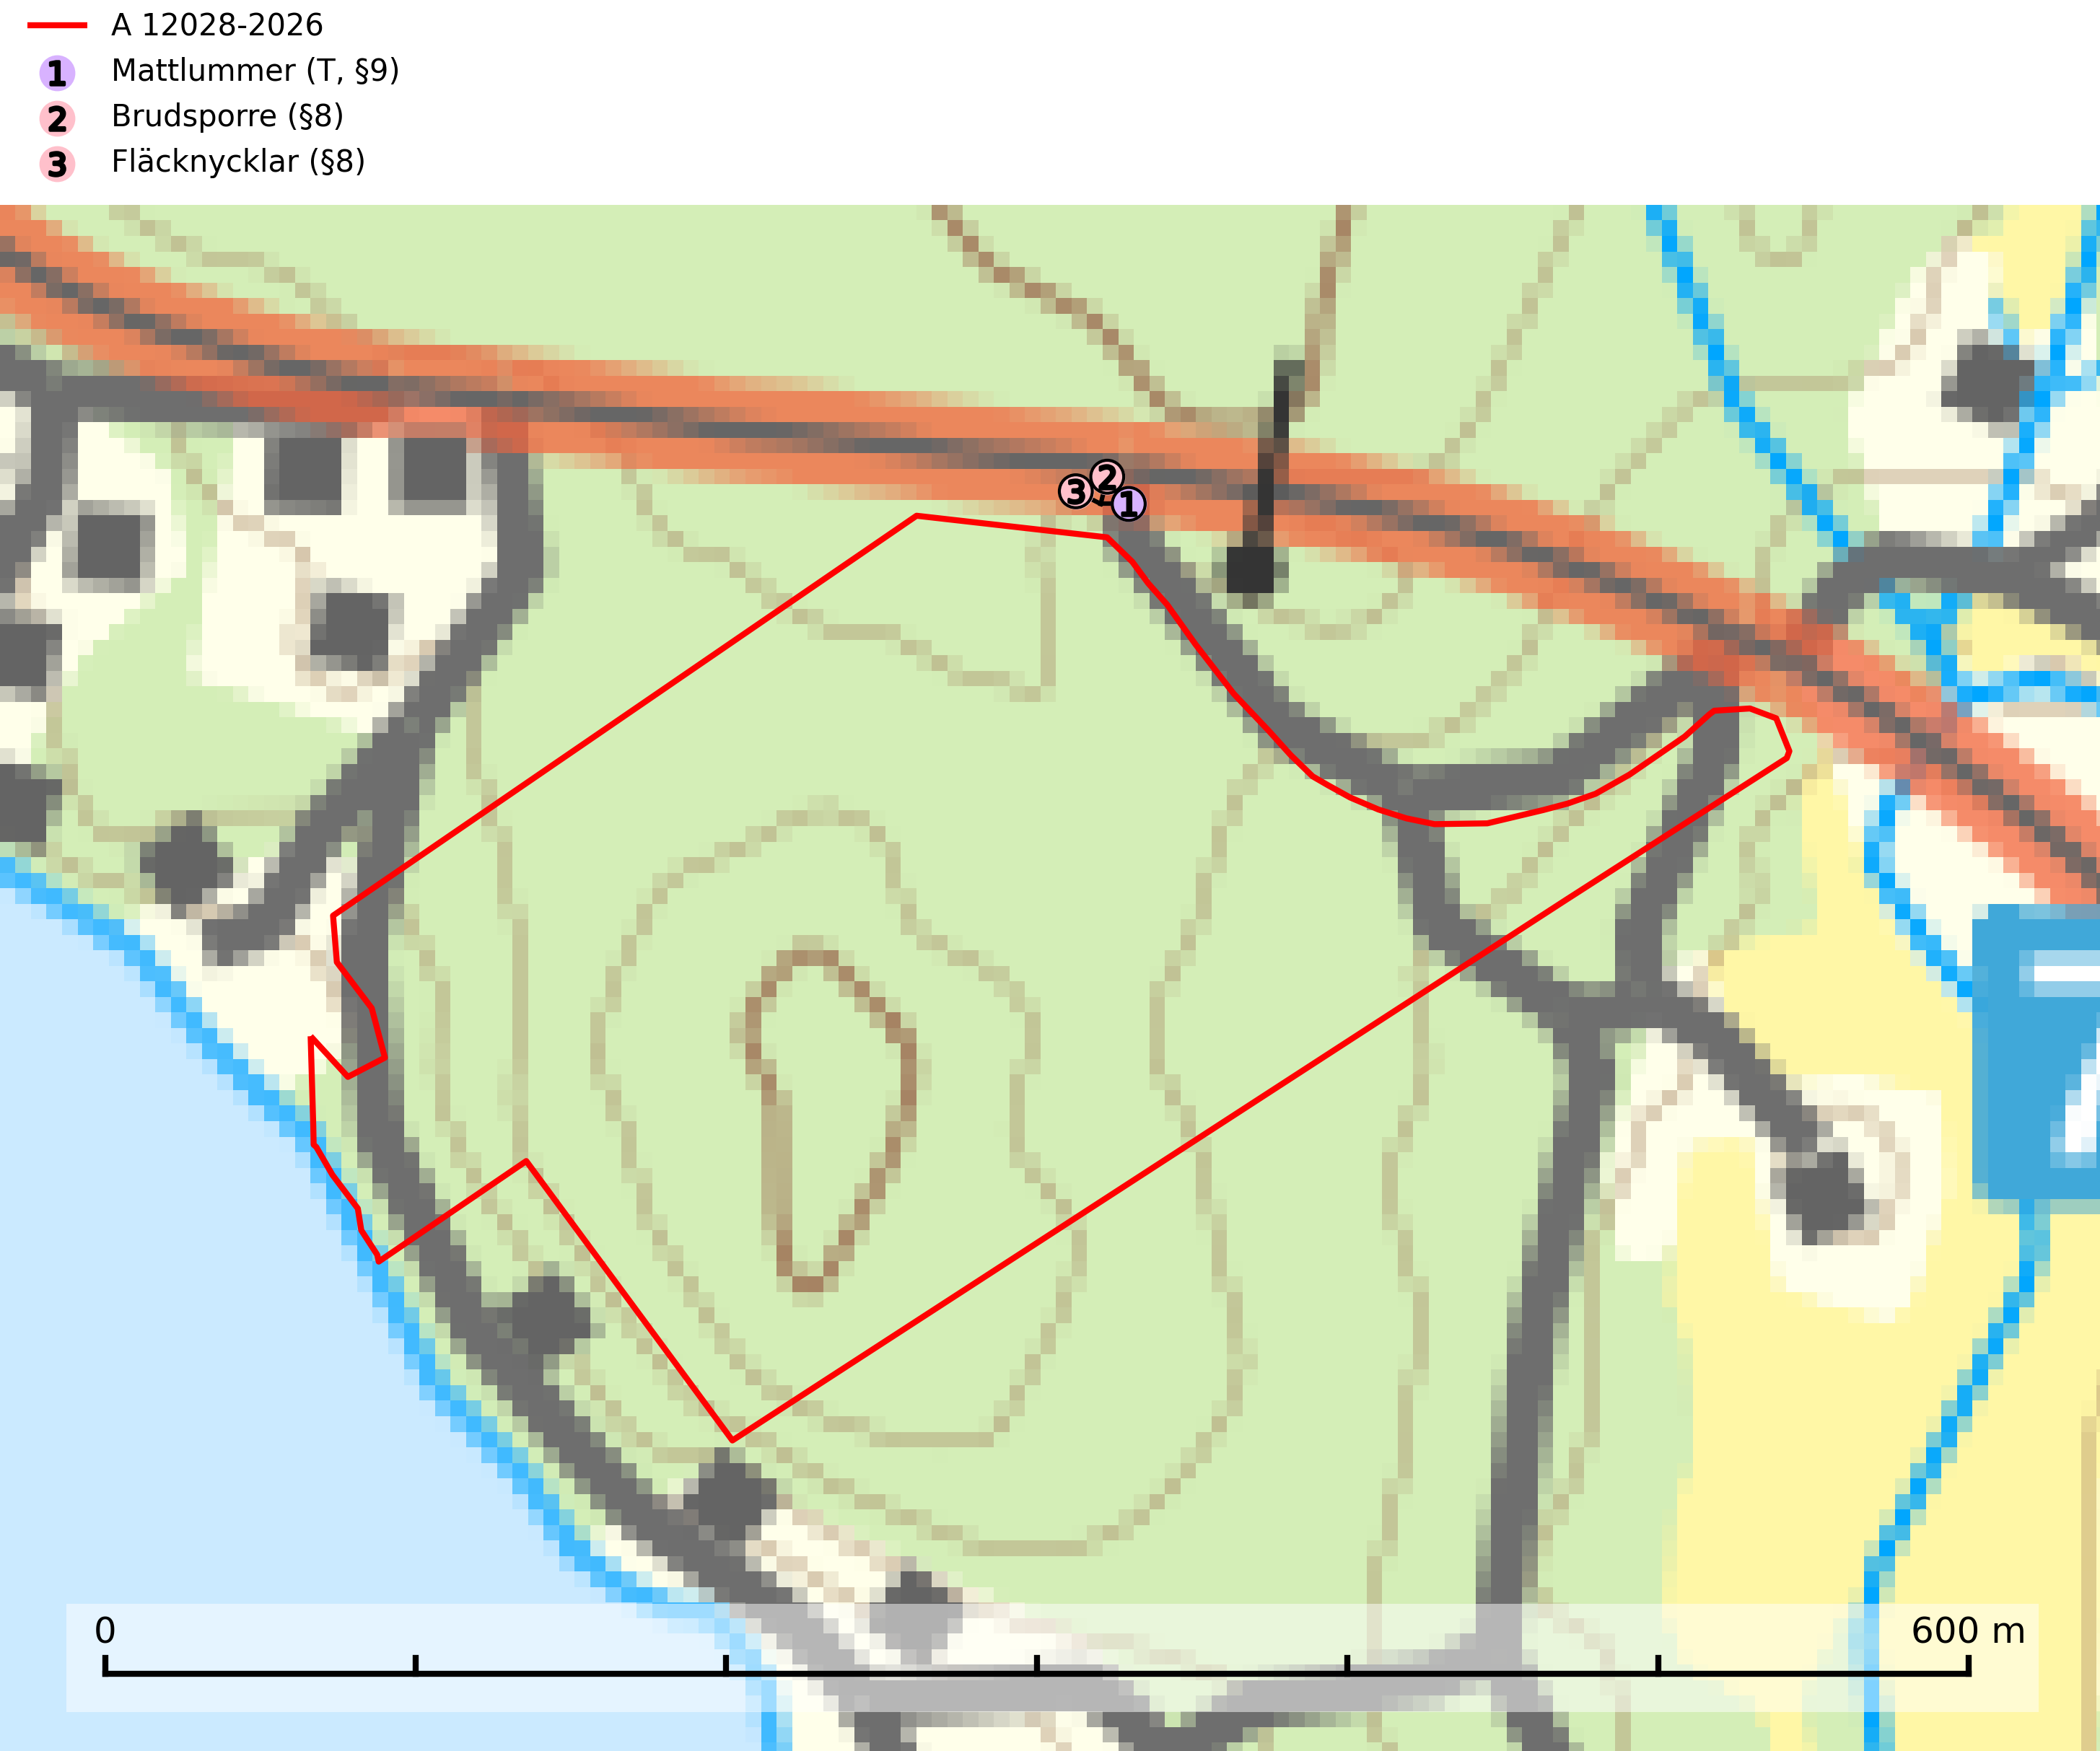 A 12028-2026
1 Mattlummer (T, §9)
2 Brudsporre (§8)
3 Fläcknycklar (§8)
2
3
1
0
600 m